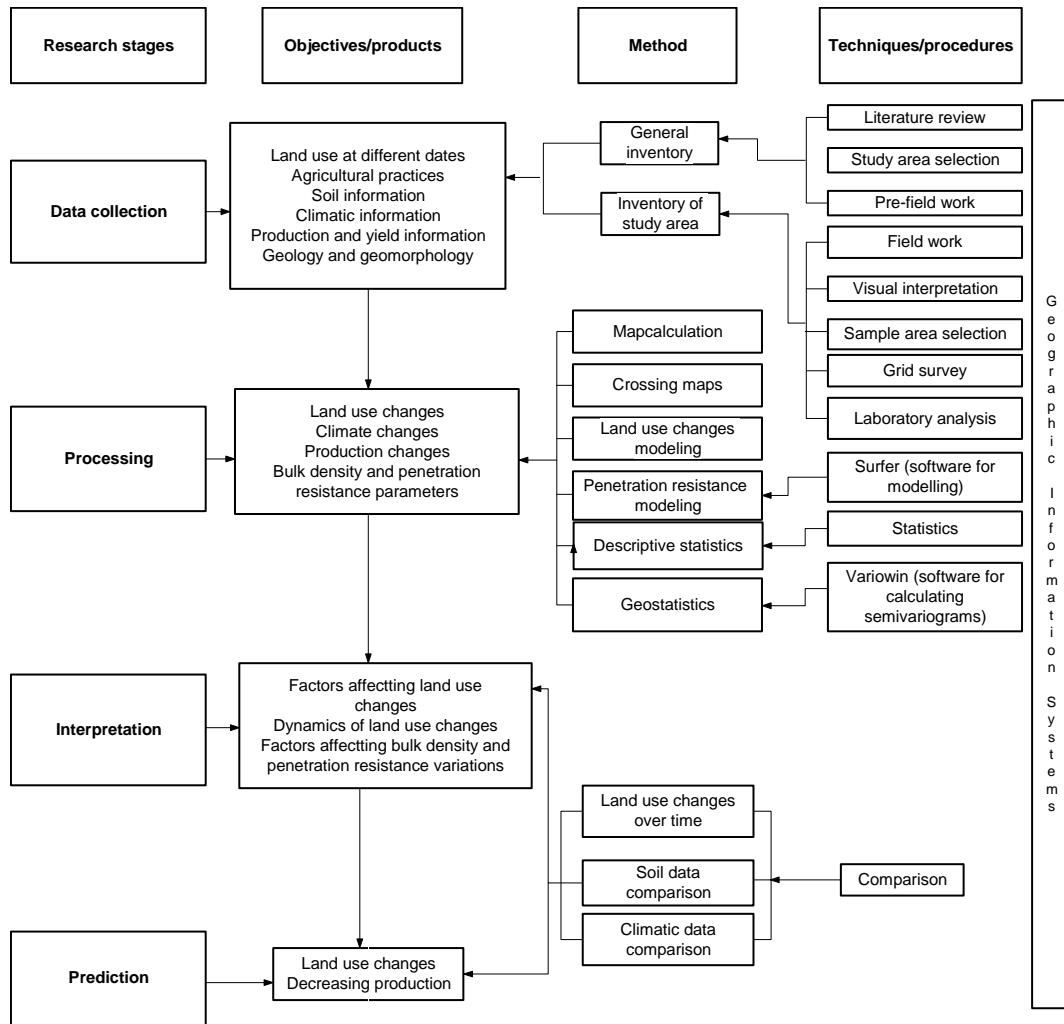 Research stages
Objectives/products
Method
Techniques/procedures
Data collection
Land use at different dates
Agricultural practices
Soil information
Climatic information
Production and yield information
Geology and geomorphology
General
inventory
Inventory of
study area
Literature review
Study area selection
Pre-field work
Field work
Visual interpretation
Sample area selection
Grid survey
Laboratory analysis
Processing
Land use changes
Climate changes
Production changes
Bulk density and penetration
resistance parameters
Mapcalculation
Crossing maps
Land use changes
modeling
Penetration resistance
modeling
Descriptive statistics
Geostatistics
Surfer (software for
modelling)
Statistics
Variowin (software for
calculating
semivariograms)
Interpretation
Factors affectting land use
changes
Dynamics of land use changes
Factors affectting bulk density and
penetration resistance variations
Land use changes
over time
Soil data
comparison
Climatic data
comparison
Comparison
Prediction
Land use changes
Decreasing production
Geographic Information Systems